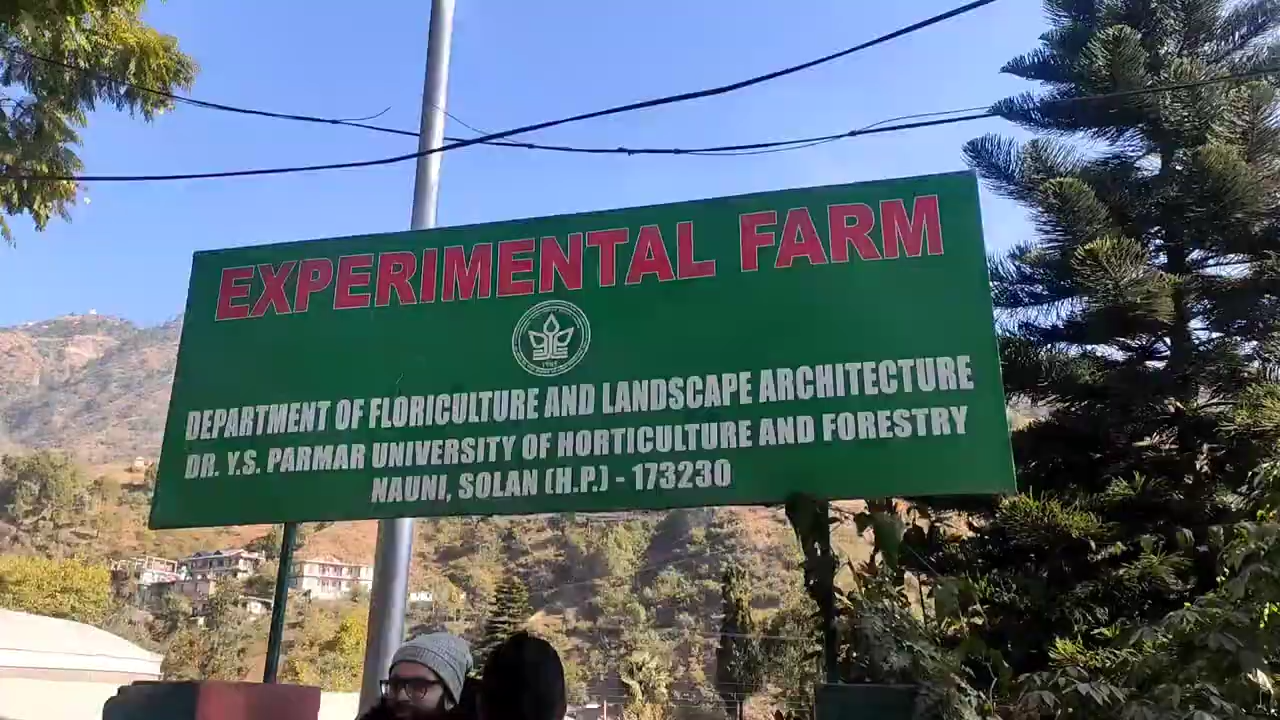 EXPERIMENTAL FARM
DEPARTMENT OF FLORICULTURE AND LANDSCAPE ARCHITECTURE
DR. Y.S. PARMAR UNIVERSITY OF HORTICULTURE AND FORESTRY
NAUNI, SOLAN (H.P.) - 173230